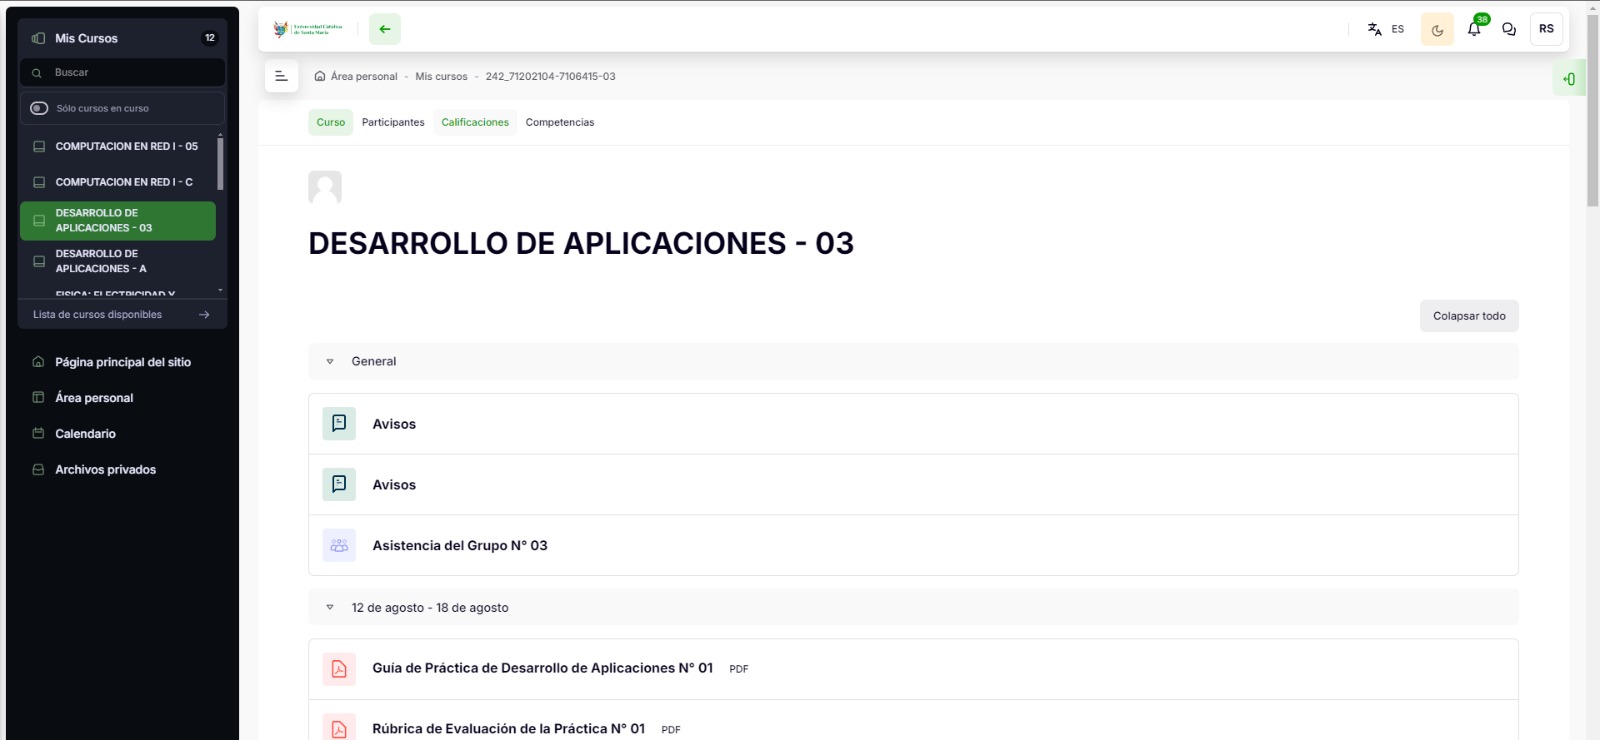 Mis Cursos 12
Buscar
Sólo cursos en curso
COMPUTACION EN RED I - 05
COMPUTACION EN RED I - C
DESARROLLO DE
APLICACIONES - 03
DESARROLLO DE
APLICACIONES - A
FISICA: ELECTRICIDAD Y
Lista de cursos disponibles
Página principal del sitio
Área personal
Calendario
Archivos privados
Universidad Católica
de Santa María
ES
38
RS
Área personal - Mis cursos - 242_71202104-7106415-03
Curso Participantes Calificaciones Competencias
DESARROLLO DE APLICACIONES - 03
Colapsar todo
General
Avisos
Avisos
Asistencia del Grupo N° 03
12 de agosto - 18 de agosto
Guía de Práctica de Desarrollo de Aplicaciones N° 01 PDF
Rúbrica de Evaluación de la Práctica N° 01 PDF